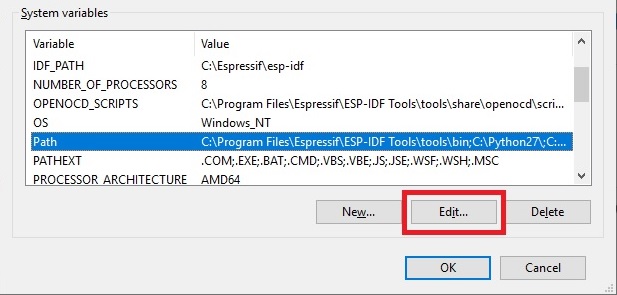 System variables
Variable Value
IDF_PATH C:\Espressif\esp-idf
NUMBER_OF_PROCESSORS 8
OPENOCD_SCRIPTS C:\Program Files\Espressif\ESP-IDF Tools\tools\share\openocd\scri...
OS Windows_NT
Path C:\Program Files\Espressif\ESP-IDF Tools\tools\bin;C:\Python27\;C:...
PATHEXT .COM;.EXE;.BAT;.CMD;.VBS;.VBE;.JS;.JSE;.WSF;.WSH;.MSC
PROCESSOR_ARCHITECTURE AMD64
New... Edit... Delete
OK Cancel